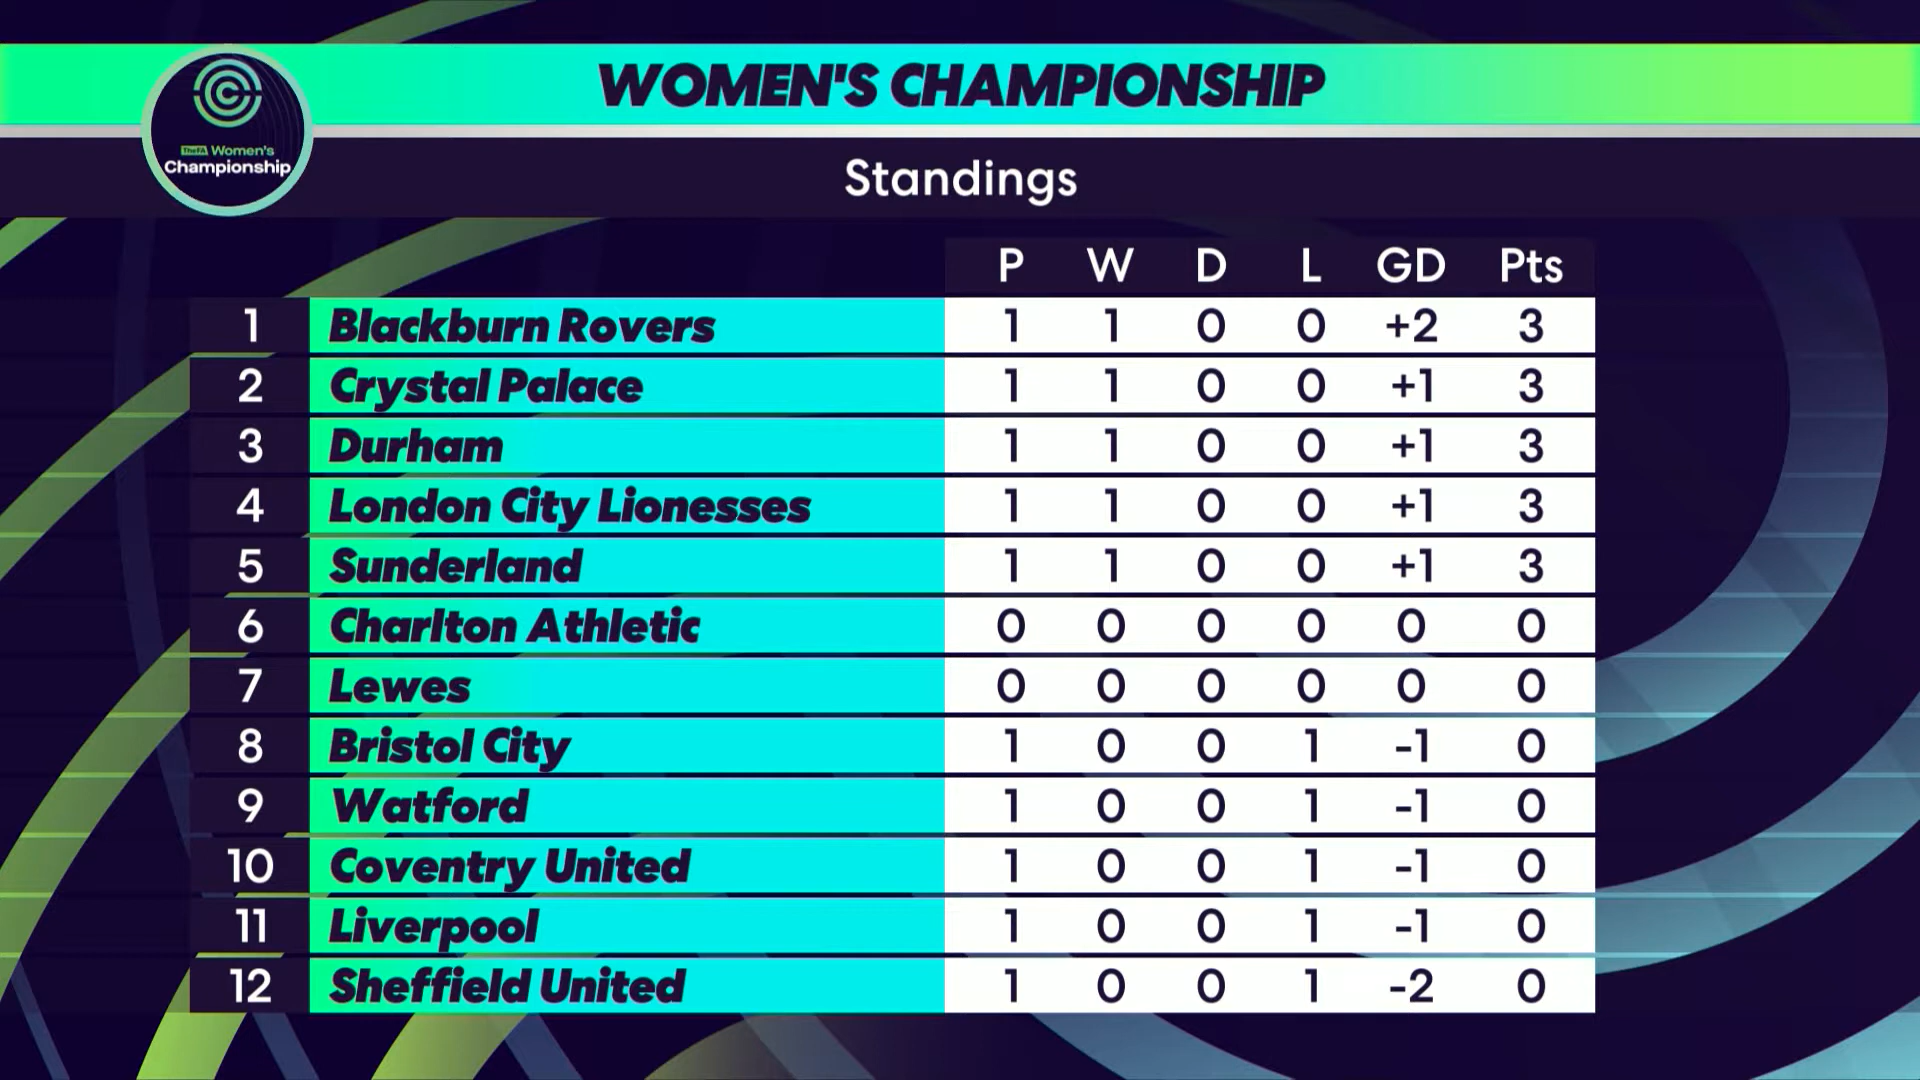 WOMEN'S CHAMPIONSHIP
TheFA Women's
Championship
Standings
P W D L GD Pts
1 Blackburn Rovers 1 1 0 0 +2 3
2 Crystal Palace 1 1 0 0 +1 3
3 Durham 1 1 0 0 +1 3
4 London City Lionesses 1 1 0 0 +1 3
5 Sunderland 1 1 0 0 +1 3
6 Charlton Athletic 0 0 0 0 0 0
7 Lewes 0 0 0 0 0 0
8 Bristol City 1 0 0 1 -1 0
9 Watford 1 0 0 1 -1 0
10 Coventry United 1 0 0 1 -1 0
11 Liverpool 1 0 0 1 -1 0
12 Sheffield United 1 0 0 1 -2 0